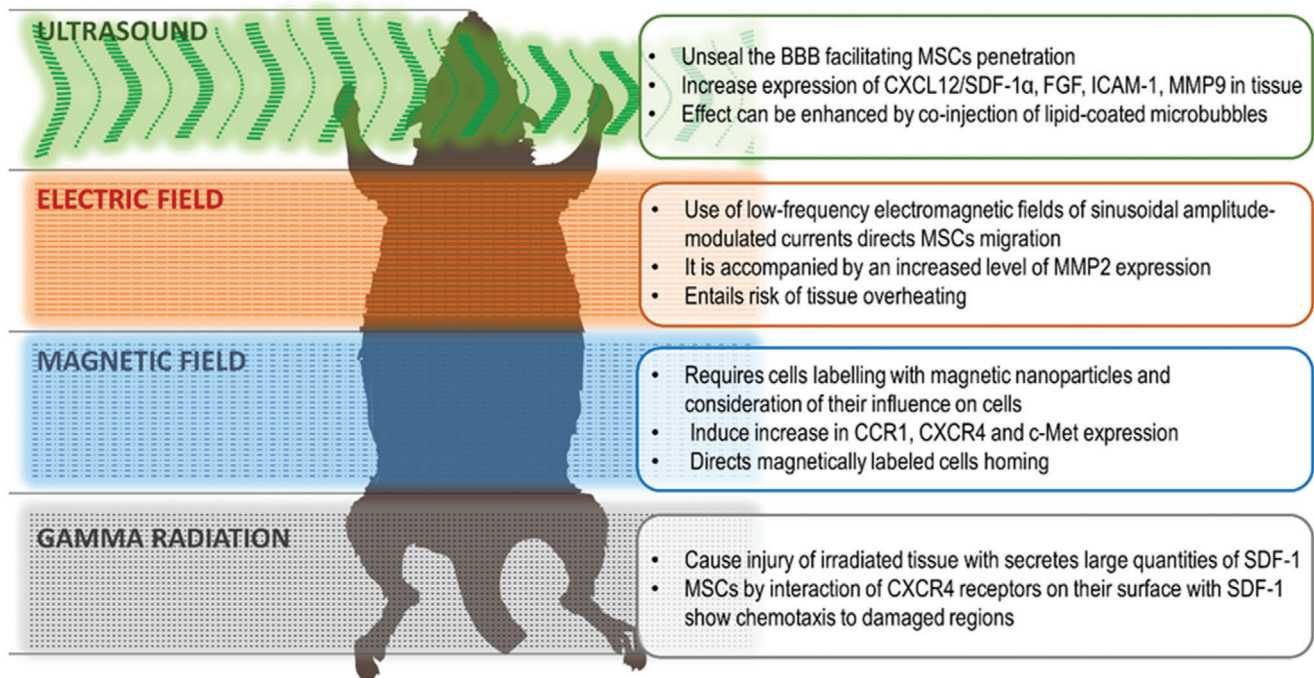 ULTRASOUND
• Unseal the BBB facilitating MSCs penetration
• Increase expression of CXCL12/SDF-1α, FGF, ICAM-1, MMP9 in tissue
• Effect can be enhanced by co-injection of lipid-coated microbubbles
ELECTRIC FIELD
• Use of low-frequency electromagnetic fields of sinusoidal amplitude-
modulated currents directs MSCs migration
• It is accompanied by an increased level of MMP2 expression
• Entails risk of tissue overheating
MAGNETIC FIELD
• Requires cells labelling with magnetic nanoparticles and
consideration of their influence on cells
• Induce increase in CCR1, CXCR4 and c-Met expression
• Directs magnetically labeled cells homing
GAMMA RADIATION
• Cause injury of irradiated tissue with secretes large quantities of SDF-1
• MSCs by interaction of CXCR4 receptors on their surface with SDF-1
show chemotaxis to damaged regions